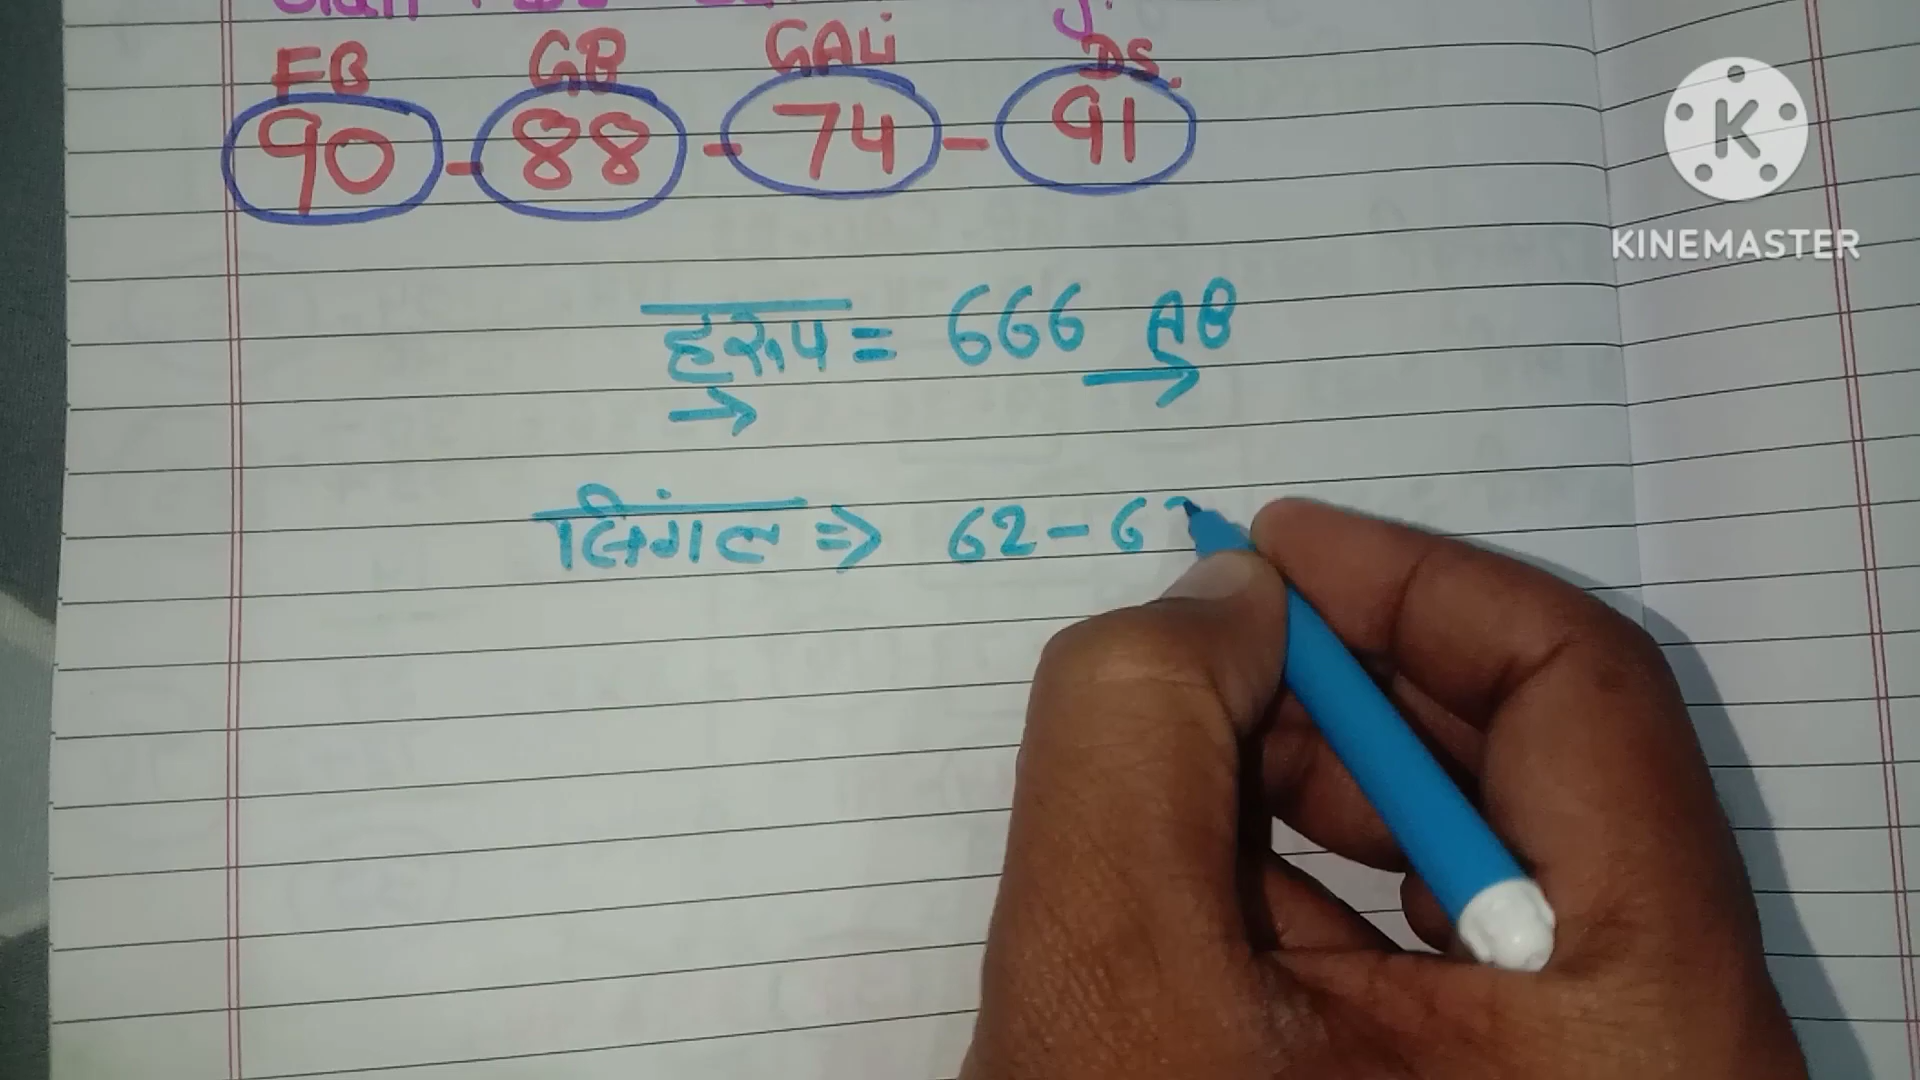 FB GB GALi DS.
90 - 88 - 74 - 91
K
KINEMASTER
हरुप = 666 AB
सिंगल => 62 - 6